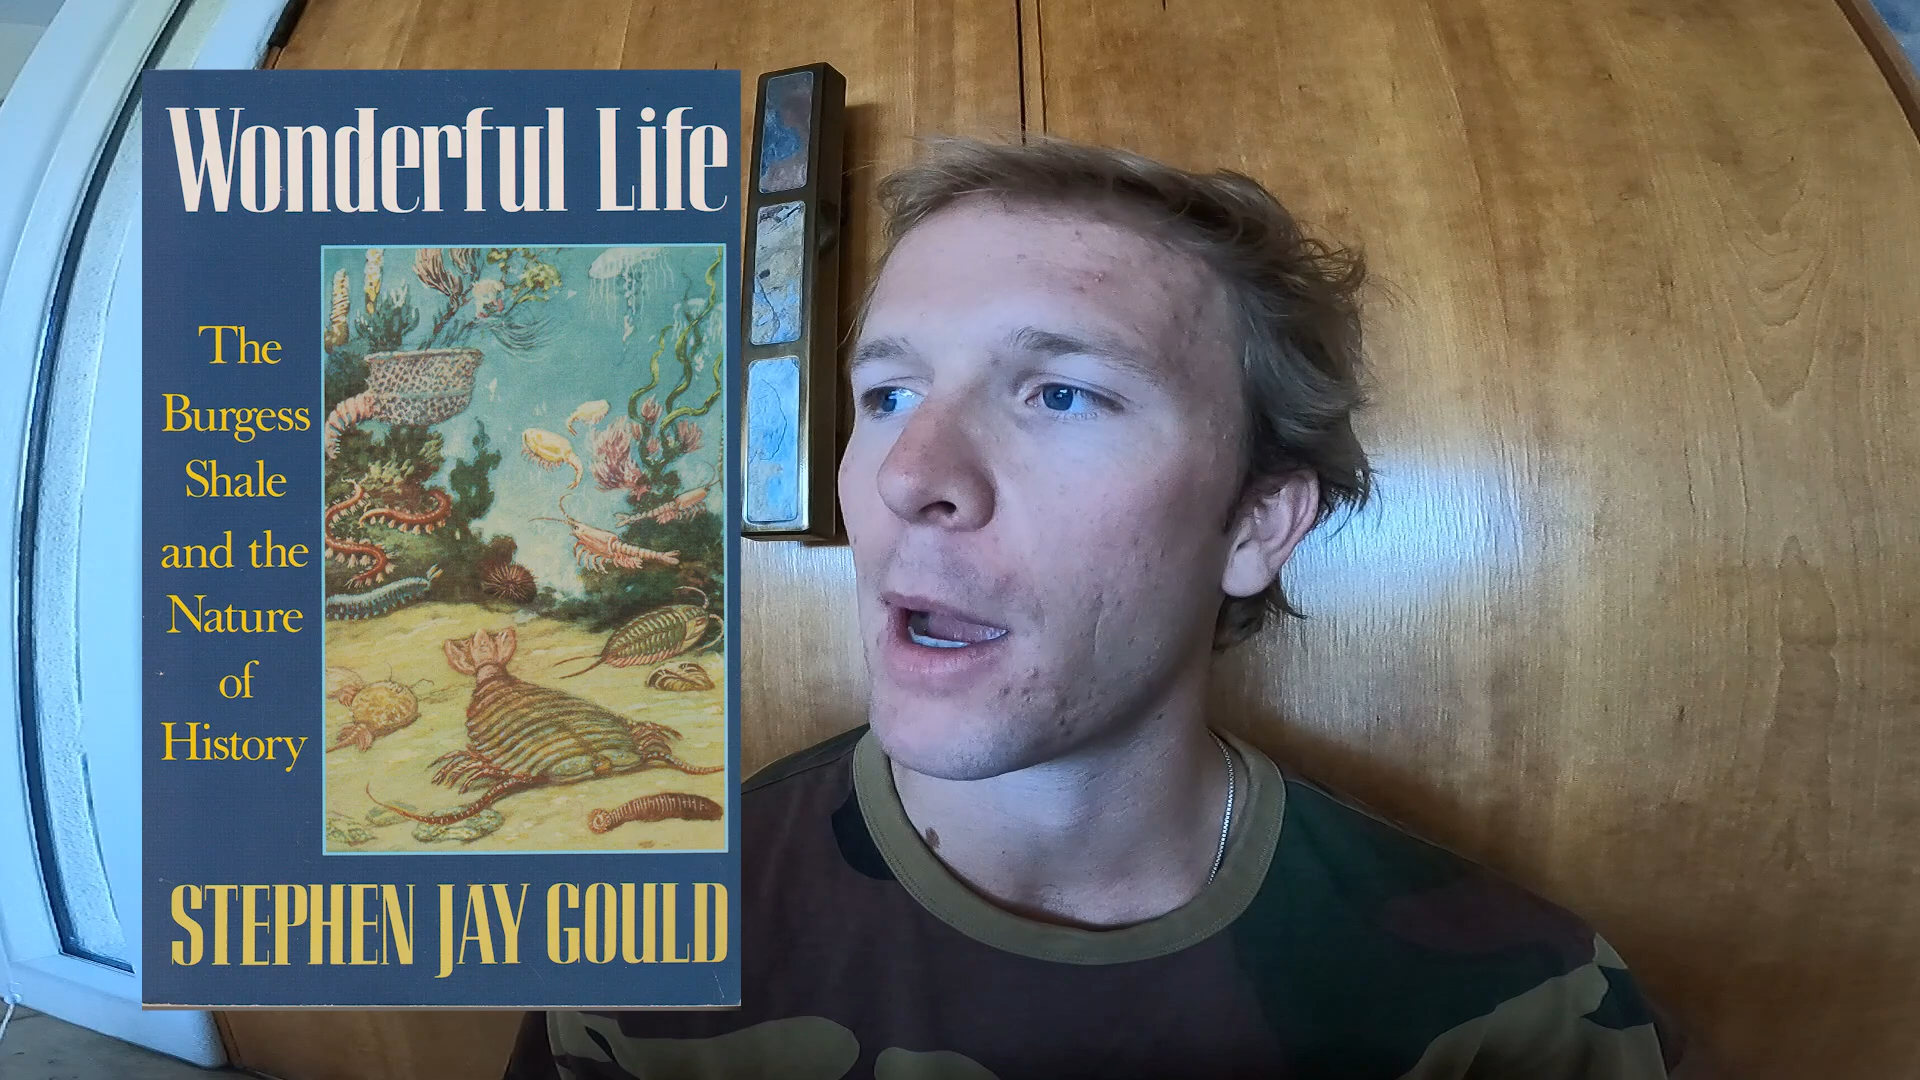 Wonderful Life
The
Burgess
Shale
and the
Nature
of
History
STEPHEN JAY GOULD